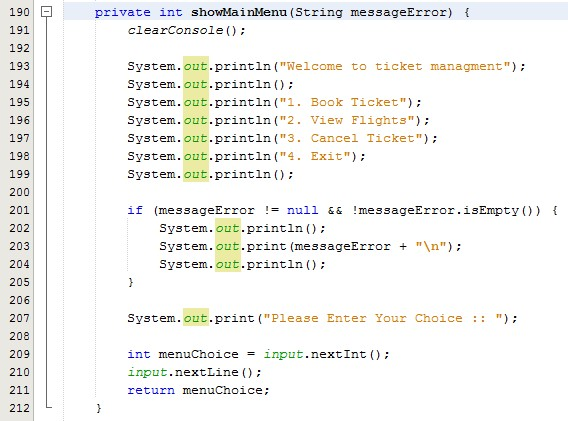 190 private int showMainMenu(String messageError) {
191 clearConsole();
192
193 System.out.println("Welcome to ticket managment");
194 System.out.println();
195 System.out.println("1. Book Ticket");
196 System.out.println("2. View Flights");
197 System.out.println("3. Cancel Ticket");
198 System.out.println("4. Exit");
199 System.out.println();
200
201 if (messageError != null && !messageError.isEmpty()) {
202 System.out.println();
203 System.out.print(messageError + "\n");
204 System.out.println();
205 }
206
207 System.out.print("Please Enter Your Choice :: ");
208
209 int menuChoice = input.nextInt();
210 input.nextLine();
211 return menuChoice;
212 }